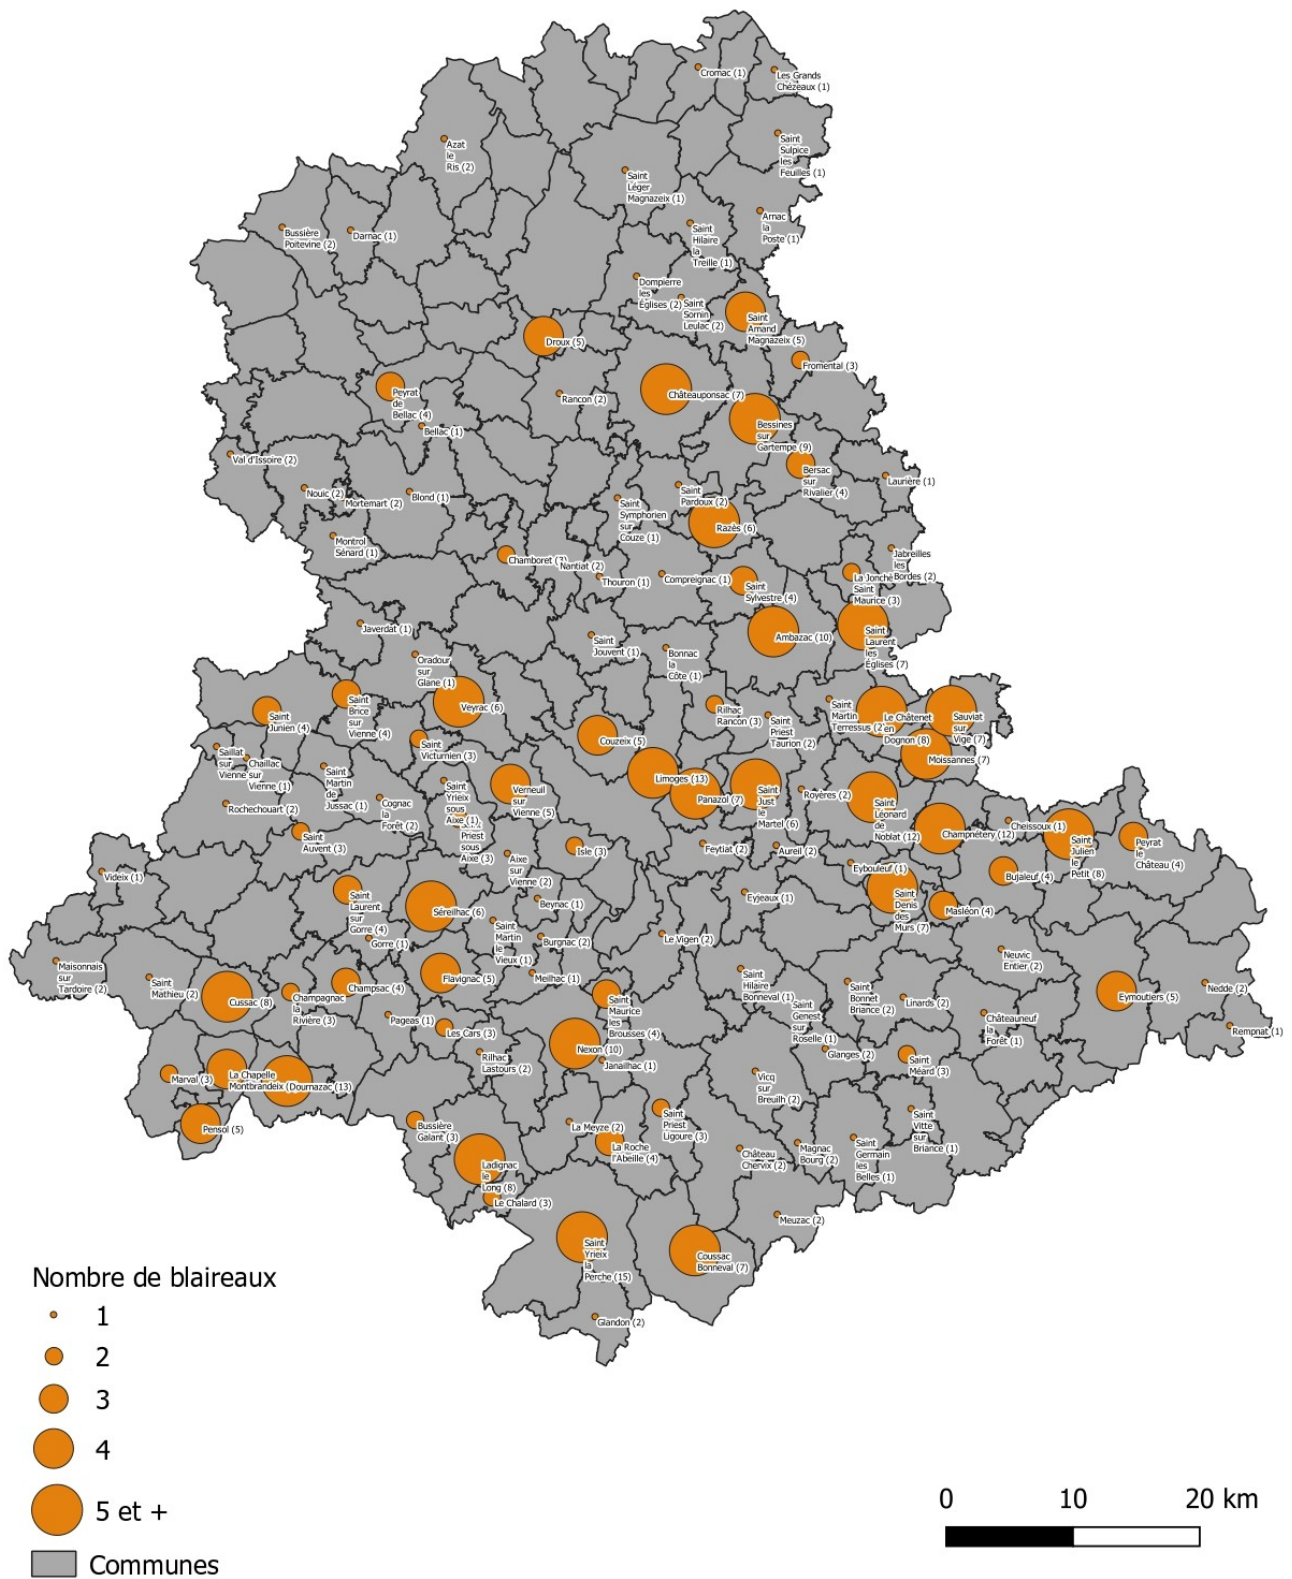 Cromac (1)
Les Grands
Chézeaux (1)
Azat
le
Ris (2)
Saint
Sulpice
les
Feuilles (1)
Saint
Léger
Magnazeix (1)
Arnac
la
Poste (1)
Bussière
Poitevine (2)
Darnac (1)
Saint
Hilaire
la
Treille (1)
Dompierre
les
Églises (2)
Saint
Sornin
Leulac (2)
Saint
Amand
Magnazeix (5)
Droux (5)
Fromental (3)
Peyrat
de
Bellac (4)
Rancon (2)
Châteauponsac (7)
Bellac (1)
Bessines
sur
Gartempe (9)
Val d'Issoire (2)
Bersac
sur
Rivalier (4)
Laurière (1)
Nouic (2)
Mortemart (2)
Blond (1)
Saint
Pardoux (2)
Saint
Symphorien
sur
Couze (1)
Razès (6)
Montrol
Sénard (1)
Chamboret (3)
Nantiat (2)
Thouron (1)
Compreignac (1)
Saint
Sylvestre (4)
Jabreilles
les
Bordes (2)
La Jonche
Saint
Maurice (3)
Javerdat (1)
Saint
Jouvent (1)
Ambazac (10)
Saint
Laurent
les
Églises (7)
Oradour
sur
Glane (1)
Bonnac
la
Côte (1)
Saint
Junien (4)
Saint
Brice
sur
Vienne (4)
Veyrac (6)
Rilhac
Rancon (3)
Saint
Priest
Taurion (2)
Saint
Martin
Terressus (2)
Le Châtenet
en
Dognon (8)
Sauviat
sur
Vige (7)
Saint
Victurnien (3)
Couzeix (5)
Moissannes (7)
Saillat
sur
Vienne
Chaillac
sur
Vienne (1)
Saint
Martin
de
Jussac (1)
Limoges (13)
Panazol (7)
Saint
Just
le
Martel (6)
Royères (2)
Saint
Léonard
de
Noblat (12)
Rochechouart (2)
Cognac
la
Forêt (2)
Saint
Yrieix
sous
Aixe (1)
Verneuil
sur
Vienne (5)
Saint
Priest
sous
Aixe (3)
Saint
Auvent (3)
Champnétery (12)
Cheissoux (1)
Saint
Julien
le
Petit (8)
Peyrat
le
Château (4)
Isle (3)
Feytiat (2)
Aureil (2)
Aixe
sur
Vienne (2)
Eybouleuf (1)
Bujaleuf (4)
Videix (1)
Saint
Laurent
sur
Gorre (4)
Séreilhac (6)
Beynac (1)
Eyjeaux (1)
Saint
Denis
des
Murs (7)
Masléon (4)
Gorre (1)
Saint
Martin
le
Vieux (1)
Burgnac (2)
Le Vigen (2)
Neuvic
Entier (2)
Maisonnais
sur
Tardoire (2)
Saint
Mathieu (2)
Cussac (8)
Champagnac
la
Rivière (3)
Champsac (4)
Flavignac (5)
Meilhac (1)
Saint
Hilaire
Bonneval (1)
Saint
Bonnet
Briance (2)
Linards (2)
Eymoutiers (5)
Nedde (2)
Rempnat (1)
Pageas (1)
Les Cars (3)
Saint
Maurice
les
Brousses (4)
Saint
Genest
sur
Roselle (1)
Châteauneuf
la
Forêt (1)
Nexon (10)
Janailhac (1)
Rilhac
Lastours (2)
Glanges (2)
Saint
Méard (3)
Marval (3)
La Chapelle
Montbrandeix (
Dournazac (13)
Vicq
sur
Breuilh (2)
Pensol (5)
Bussière
Galant (3)
La Meyze (2)
Saint
Priest
Ligoure (3)
Saint
Vitte
sur
Briance (1)
La Roche
l'Abeille (4)
Château
Chervix (2)
Magnac
Bourg (2)
Saint
Germain
les
Belles (1)
Ladignac
le
Long (8)
Le Chalard (3)
Meuzac (2)
Saint
Yrieix
la
Perche (15)
Coussac
Bonneval (7)
Glandon (2)
Nombre de blaireaux
1
2
3
4
5 et +
Communes
0 10 20 km